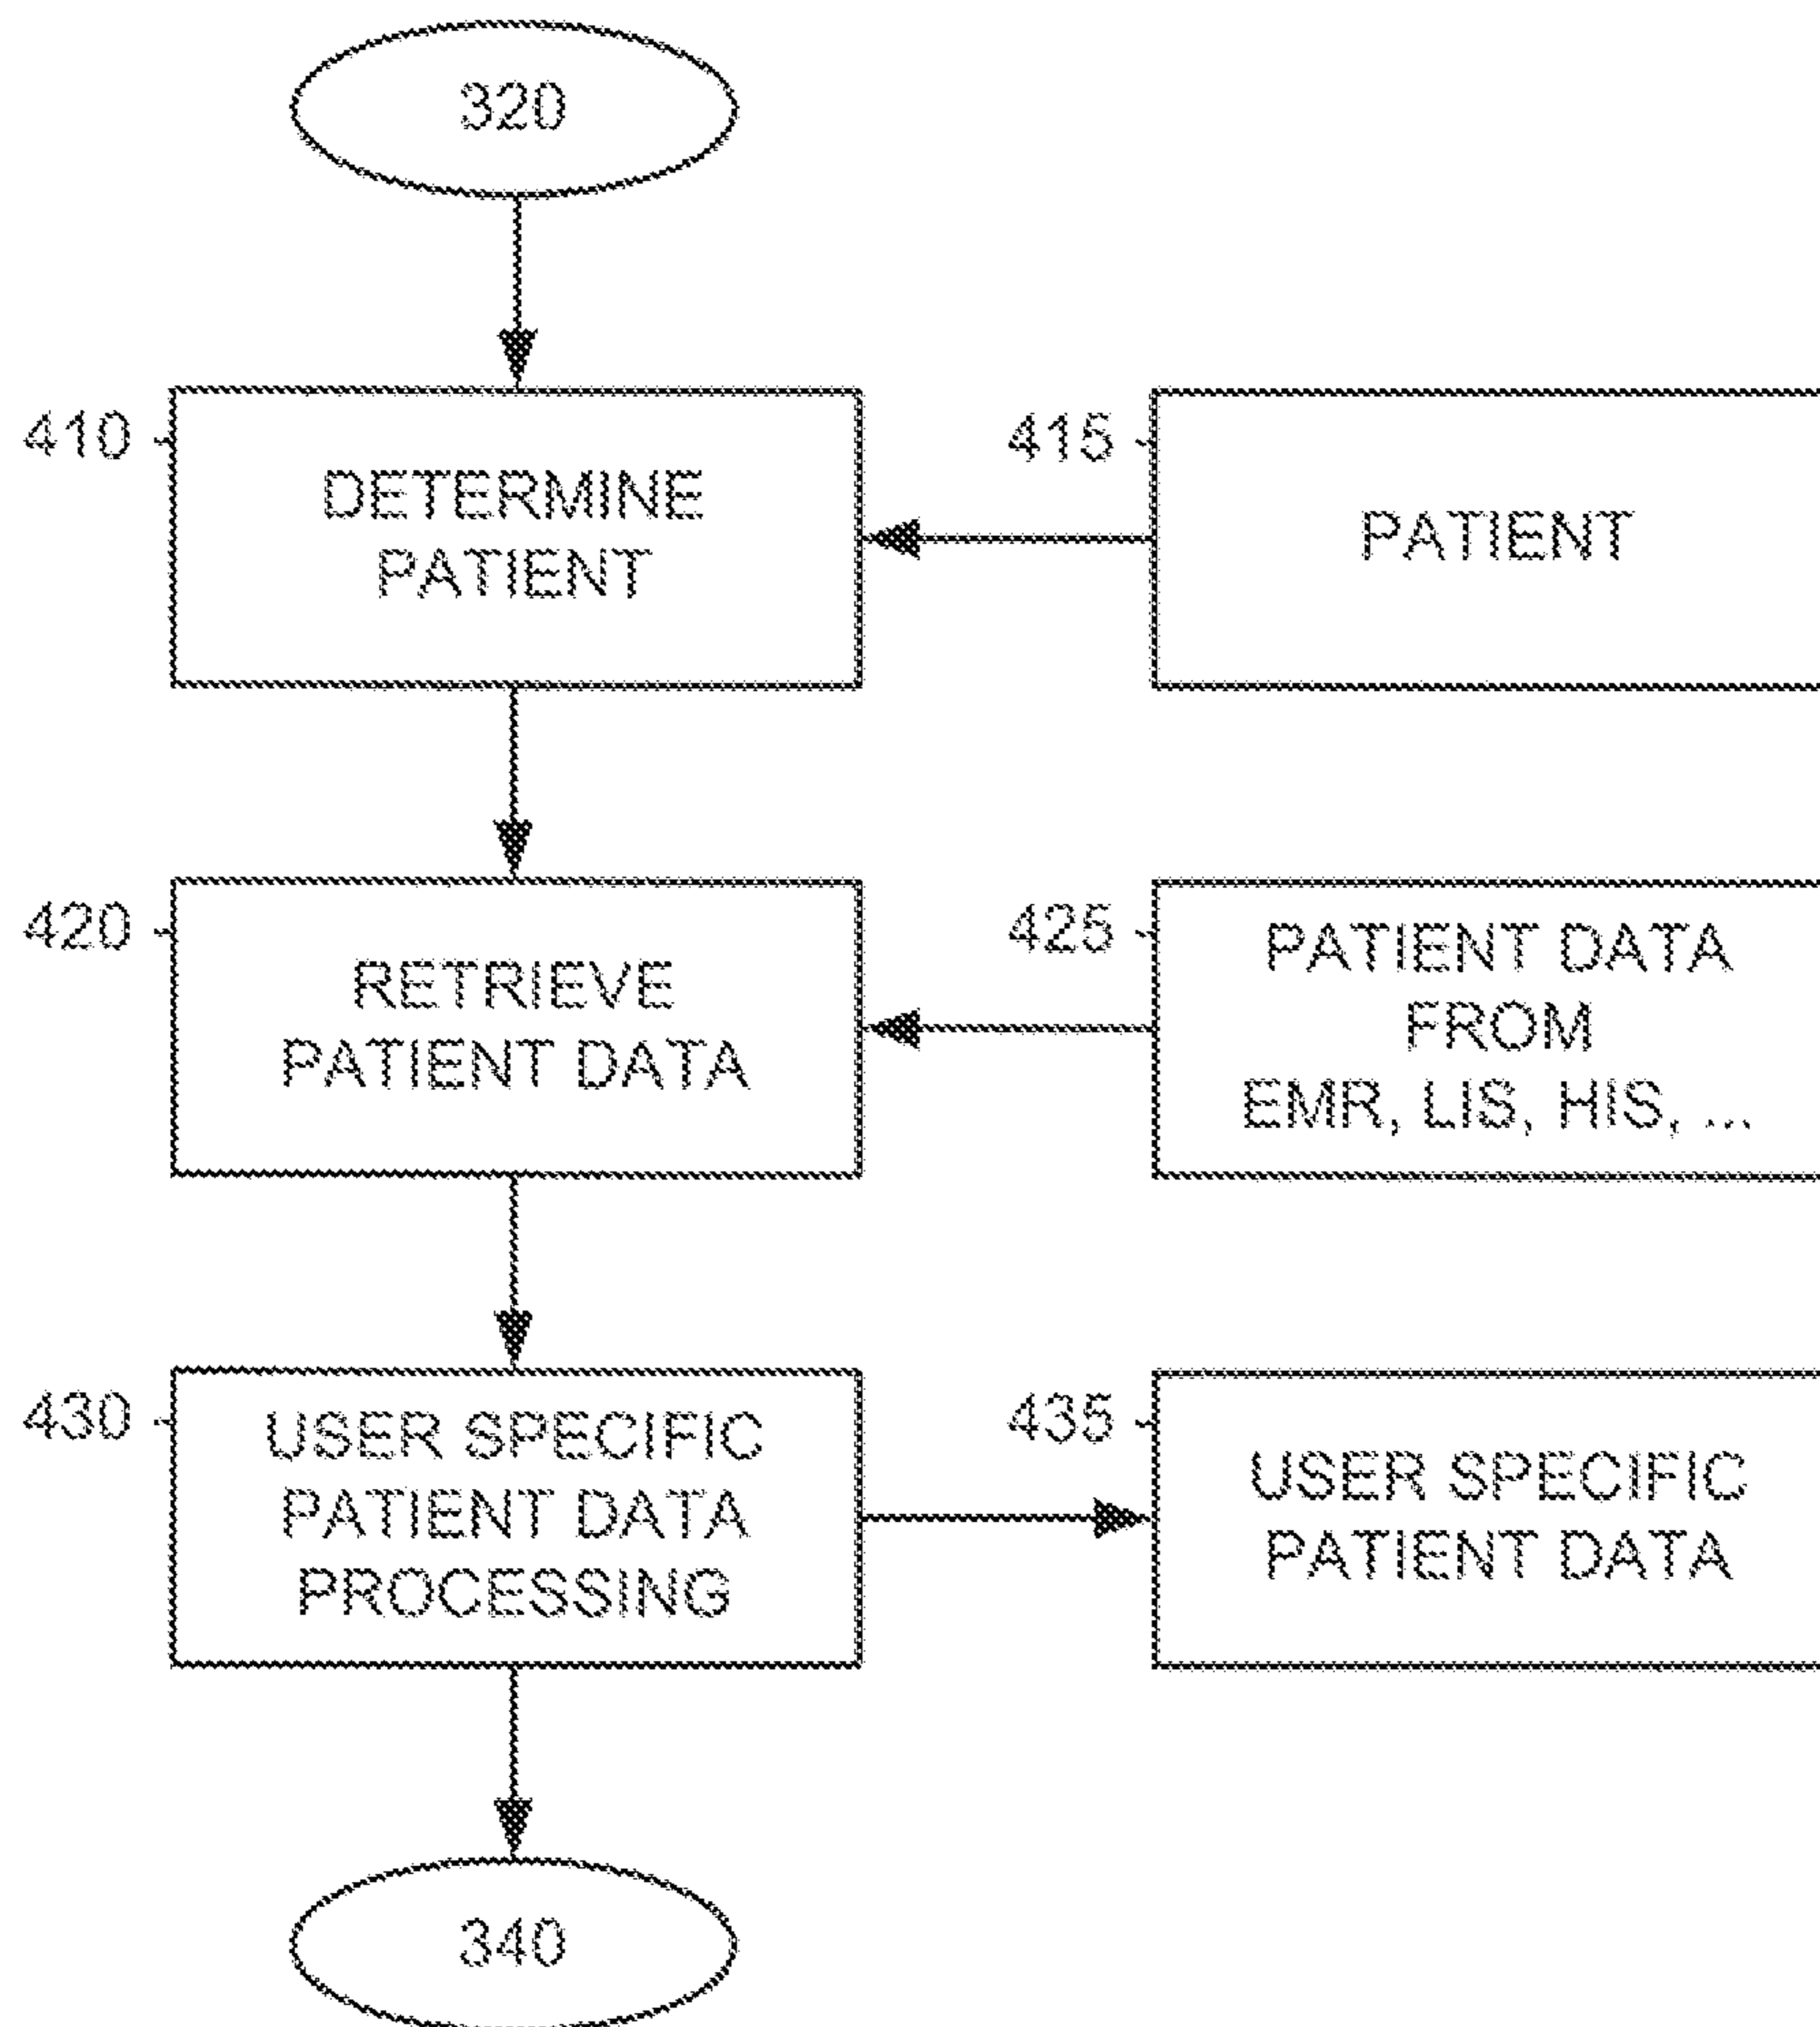 320
410
DETERMINE
PATIENT
415
PATIENT
420
RETRIEVE
PATIENT DATA
425
PATIENT DATA
FROM
EMR, LIS, HIS, ...
430
USER SPECIFIC
PATIENT DATA
PROCESSING
435
USER SPECIFIC
PATIENT DATA
340